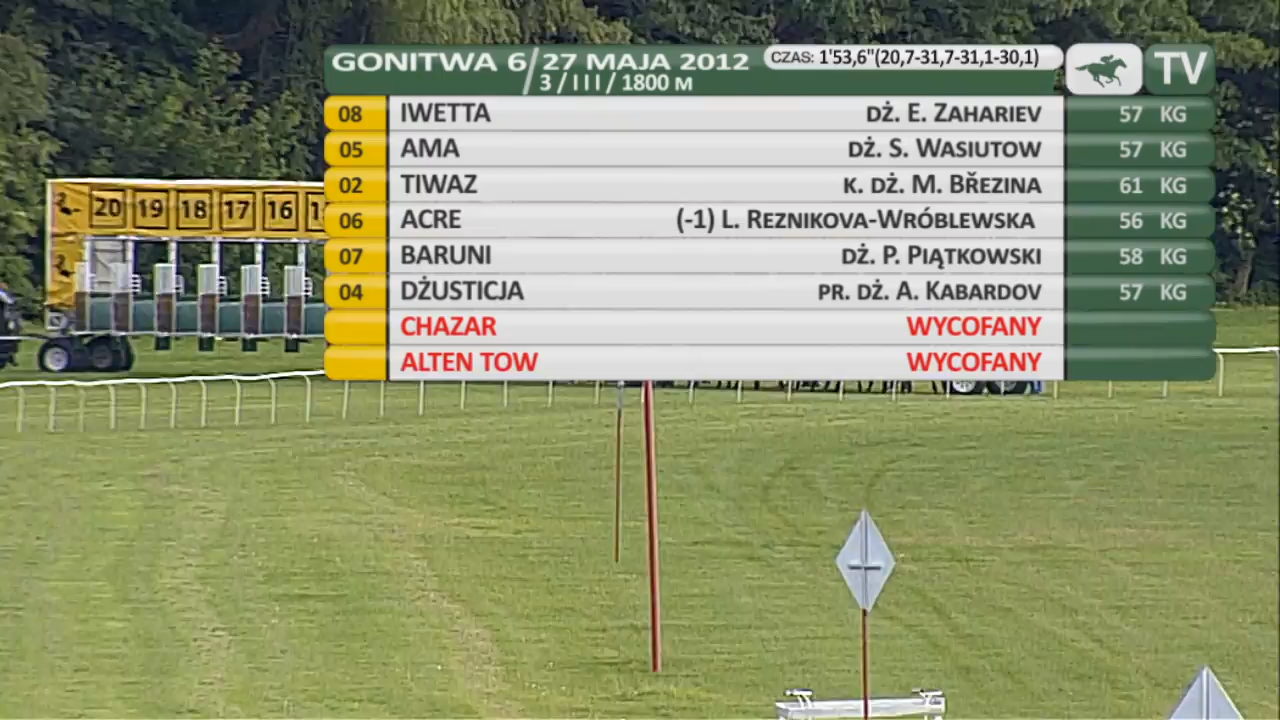 GONITWA 6/27 MAJA 2012 CZAS: 1'53,6"(20,7-31,7-31,1-30,1) TV
3 / III / 1800 M
08 IWETTA DŻ. E. ZAHARIEV 57 KG
05 AMA DŻ. S. WASIUTOW 57 KG
02 TIWAZ K. DŻ. M. BŘEZINA 61 KG
06 ACRE (-1) L. REZNIKOVA-WRÓBLEWSKA 56 KG
07 BARUNI DŻ. P. PIĄTKOWSKI 58 KG
04 DŻUSTICJA PR. DŻ. A. KABARDOV 57 KG
CHAZAR WYCOFANY
ALTEN TOW WYCOFANY
20 19 18 17 16